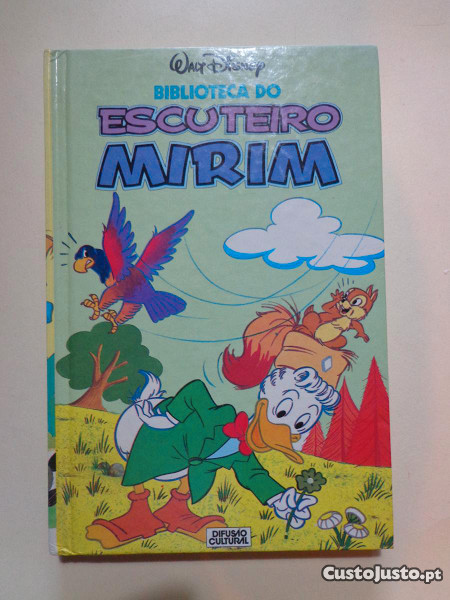 Walt Disney
BIBLIOTECA DO
ESCUTEIRO
MIRIM
DIFUSÃO
CULTURAL
CustoJusto.pt